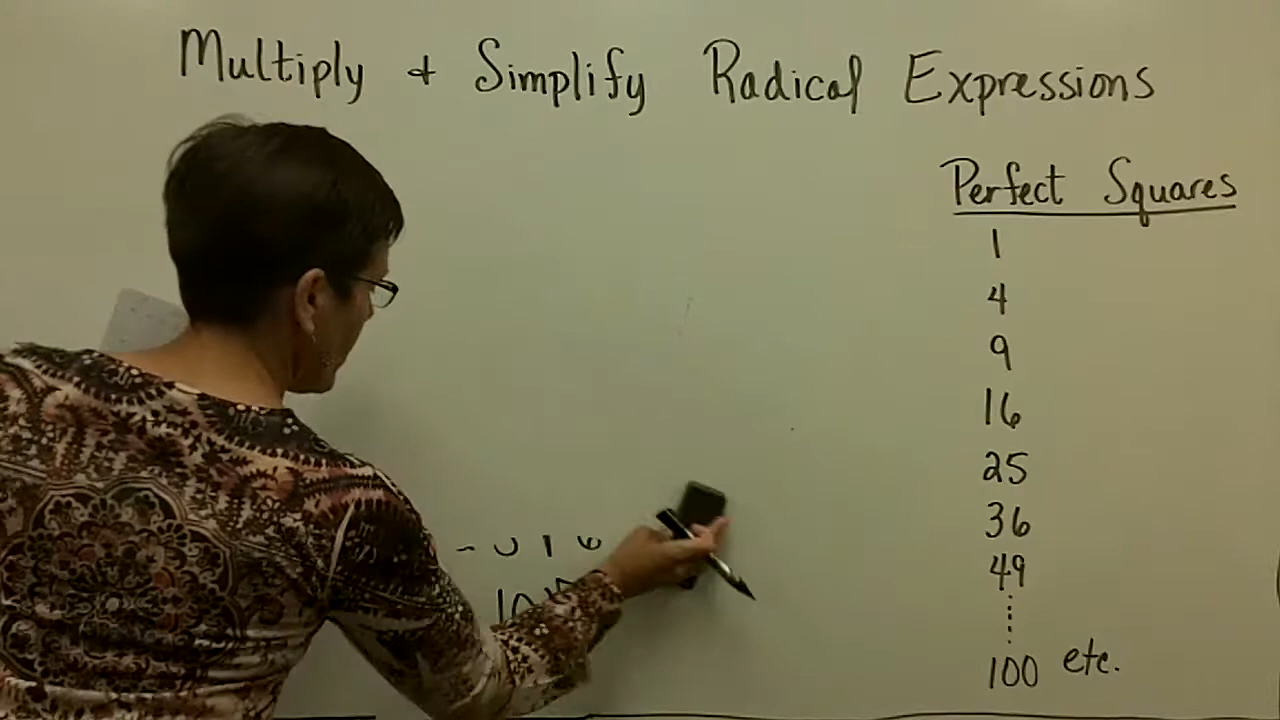 Multiply + Simplify Radical Expressions
Perfect Squares
1
4
9
16
25
36
49
⋮
100 etc.